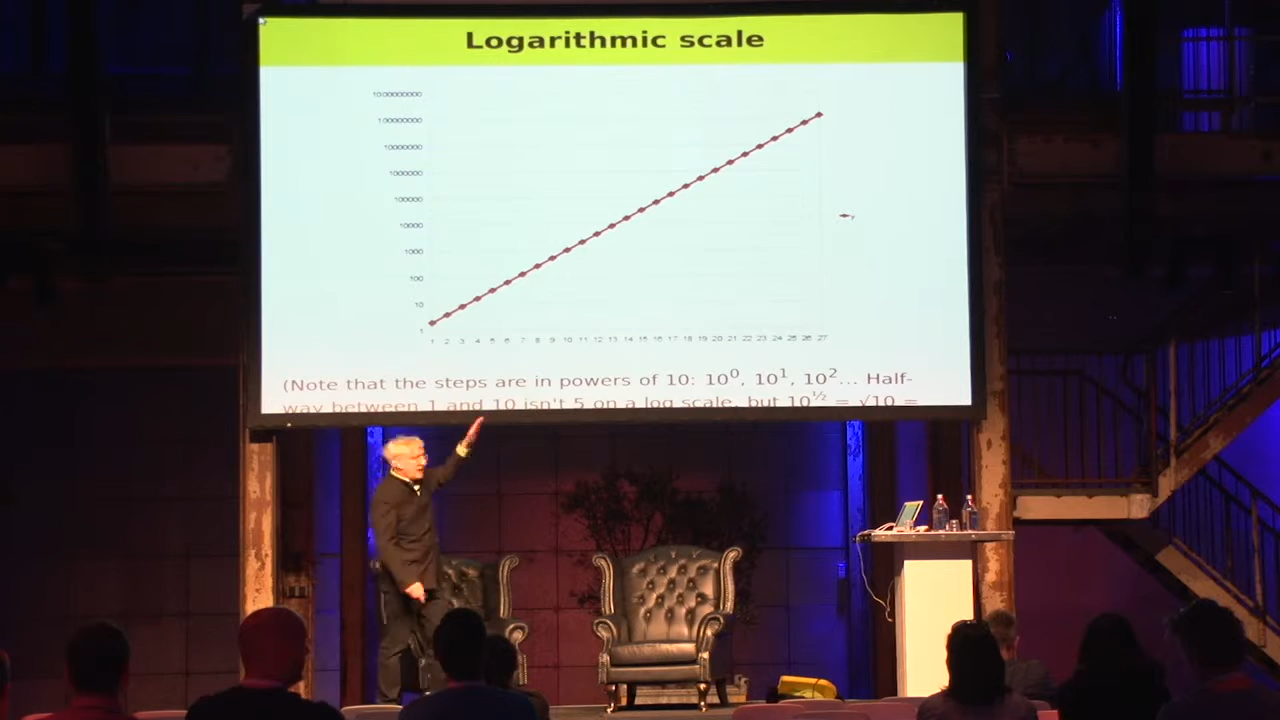 Logarithmic scale
1000000000
100000000
10000000
1000000
100000
10000
1000
100
10
1
1 2 3 4 5 6 7 8 9 10 11 12 13 14 15 16 17 18 19 20 21 22 23 24 25 26 27
(Note that the steps are in powers of 10: 10⁰, 10¹, 10²... Half-
way between 1 and 10 isn't 5 on a log scale, but 10^½ = √10 =